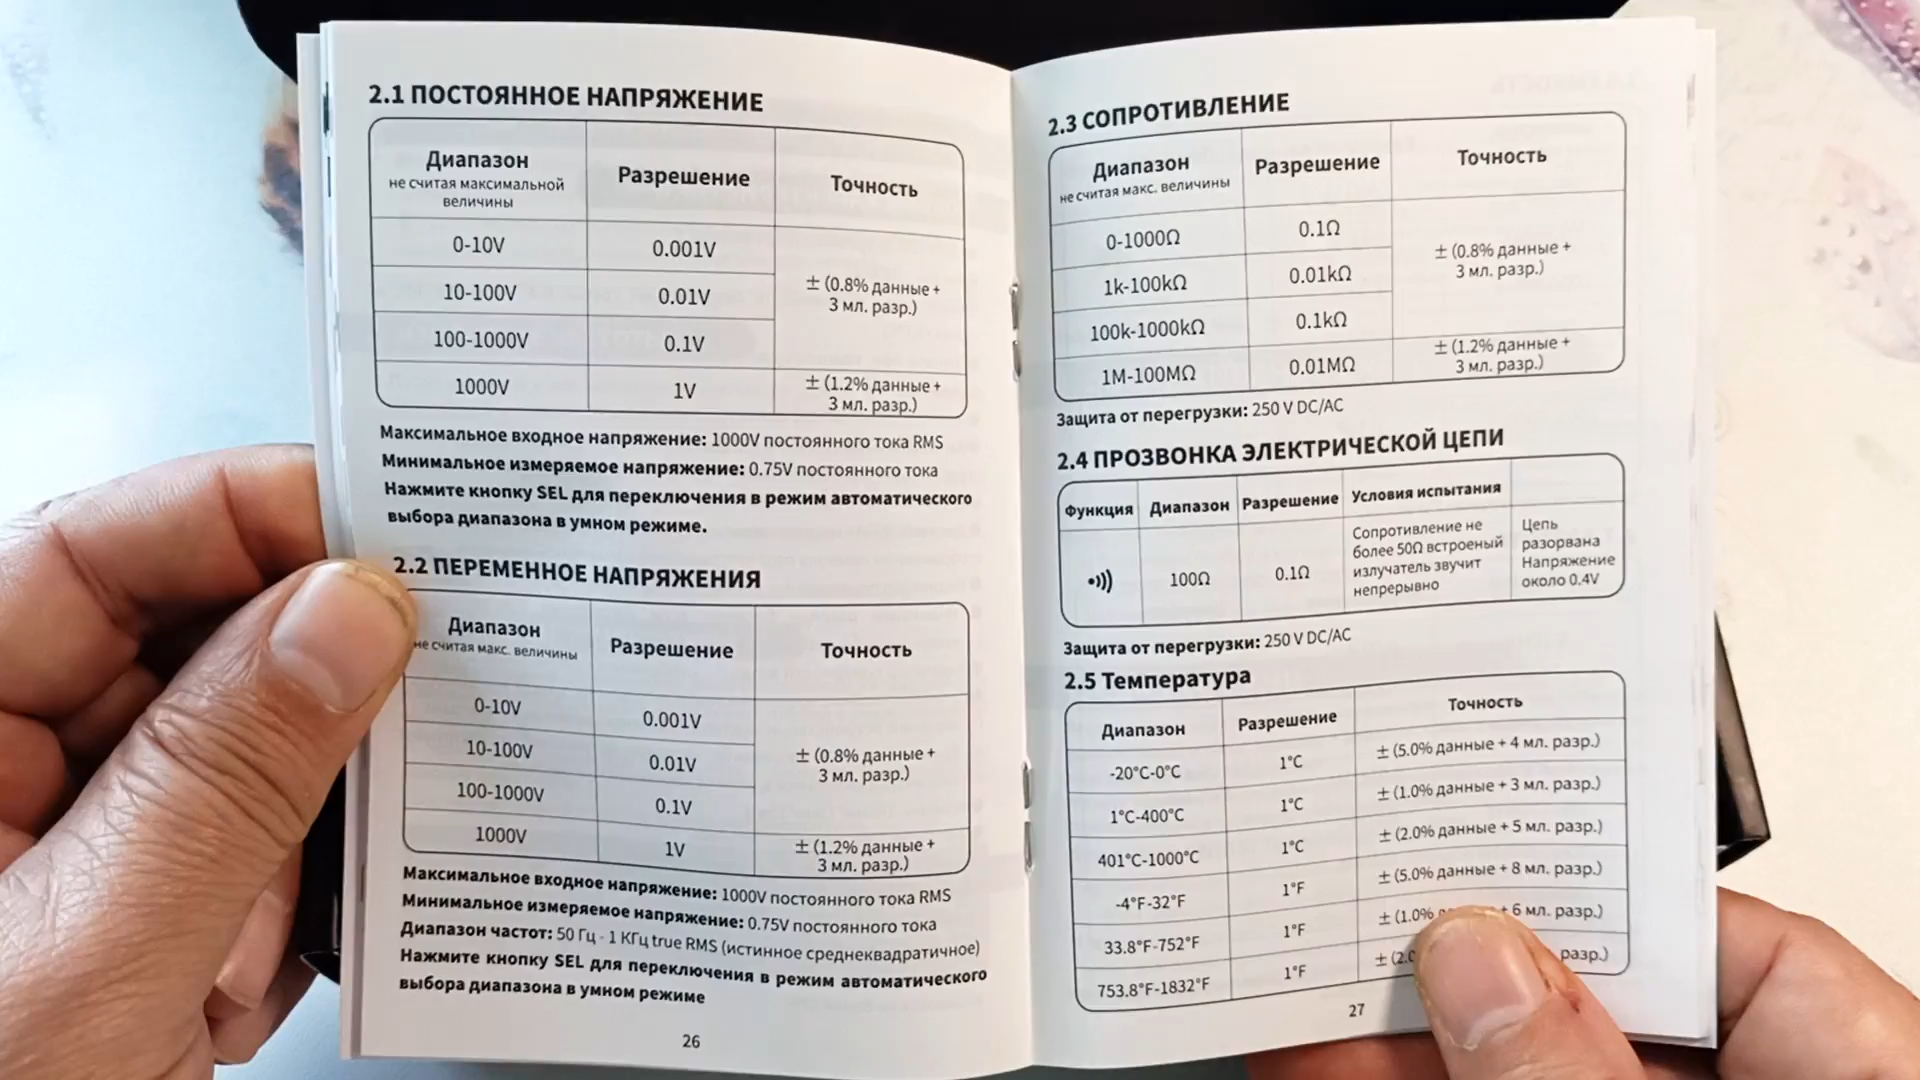 2.1 ПОСТОЯННОЕ НАПРЯЖЕНИЕ
Диапазон
не считая максимальной
величины
Разрешение
Точность
0-10V
0.001V
± (0.8% данные +
3 мл. разр.)
10-100V
0.01V
100-1000V
0.1V
1000V
1V
± (1.2% данные +
3 мл. разр.)
Максимальное входное напряжение: 1000V постоянного тока RMS
Минимальное измеряемое напряжение: 0.75V постоянного тока
Нажмите кнопку SEL для переключения в режим автоматического
выбора диапазона в умном режиме.
2.2 ПЕРЕМЕННОЕ НАПРЯЖЕНИЯ
Диапазон
не считая макс. величины
Разрешение
Точность
0-10V
0.001V
± (0.8% данные +
3 мл. разр.)
10-100V
0.01V
100-1000V
0.1V
1000V
1V
± (1.2% данные +
3 мл. разр.)
Максимальное входное напряжение: 1000V постоянного тока RMS
Минимальное измеряемое напряжение: 0.75V постоянного тока
Диапазон частот: 50 Гц - 1 КГц true RMS (истинное среднеквадратичное)
Нажмите кнопку SEL для переключения в режим автоматического
выбора диапазона в умном режиме
26
2.3 СОПРОТИВЛЕНИЕ
Диапазон
не считая макс. величины
Разрешение
Точность
0-1000Ω
0.1Ω
± (0.8% данные +
3 мл. разр.)
1k-100kΩ
0.01kΩ
100k-1000kΩ
0.1kΩ
1M-100MΩ
0.01MΩ
± (1.2% данные +
3 мл. разр.)
Защита от перегрузки: 250 V DC/AC
2.4 ПРОЗВОНКА ЭЛЕКТРИЧЕСКОЙ ЦЕПИ
Функция
Диапазон
Разрешение
Условия испытания
100Ω
0.1Ω
Сопротивление не
более 50Ω встроеный
излучатель звучит
непрерывно
Цепь
разорвана
Напряжение
около 0.4V
Защита от перегрузки: 250 V DC/AC
2.5 Температура
Диапазон
Разрешение
Точность
-20°C-0°C
1°C
± (5.0% данные + 4 мл. разр.)
1°C-400°C
1°C
± (1.0% данные + 3 мл. разр.)
401°C-1000°C
1°C
± (2.0% данные + 5 мл. разр.)
-4°F-32°F
1°F
± (5.0% данные + 8 мл. разр.)
33.8°F-752°F
1°F
± (1.0% + 6 мл. разр.)
753.8°F-1832°F
1°F
± разр.)
27